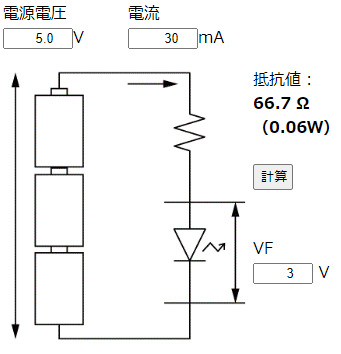 電源電圧 電流
5.0 V 30 mA
抵抗値：
66.7 Ω
（0.06W）
計算
VF
3 V